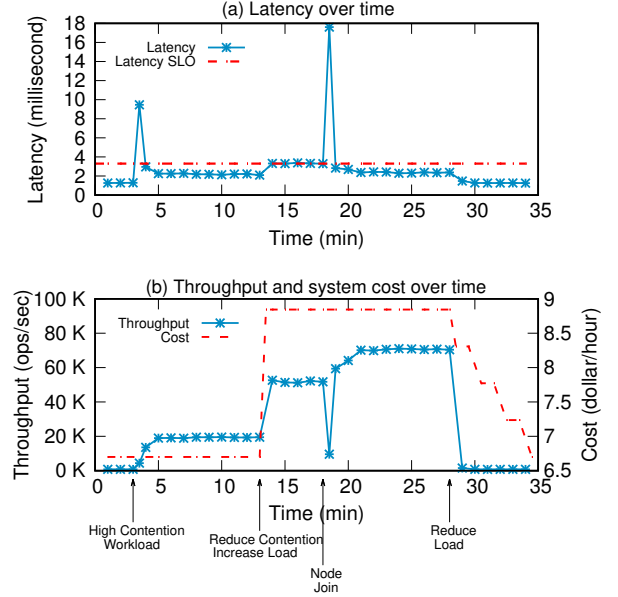 (a) Latency over time
Latency (millisecond)
18
16
14
12
10
8
6
4
2
0
Latency
Latency SLO
0 5 10 15 20 25 30 35
Time (min)
(b) Throughput and system cost over time
Throughput (ops/sec)
100 K
80 K
60 K
40 K
20 K
0 K
Throughput
Cost
9
8.5
8
7.5
7
6.5
Cost (dollar/hour)
0 5 10 15 20 25 30 35
Time (min)
High Contention
Workload
Reduce Contention
Increase Load
Node
Join
Reduce
Load